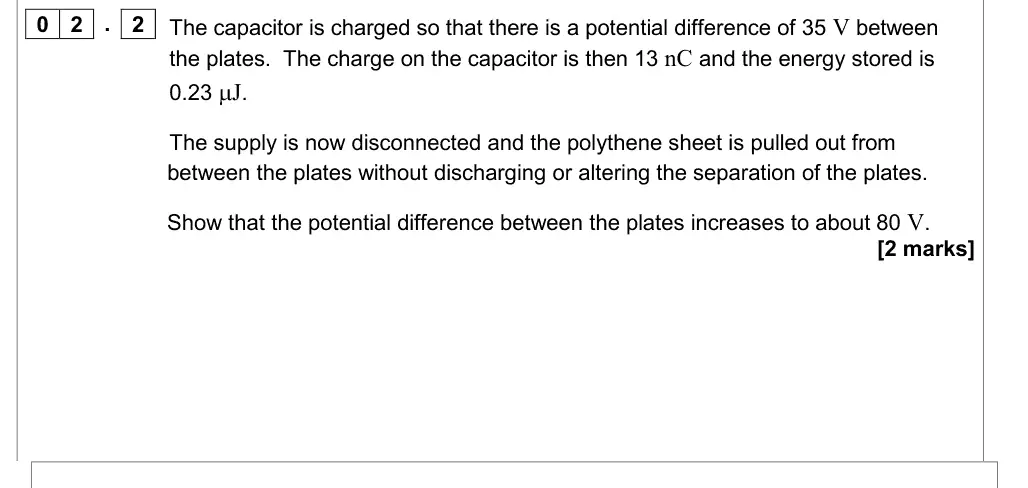 0 2 . 2 The capacitor is charged so that there is a potential difference of 35 V between
the plates. The charge on the capacitor is then 13 nC and the energy stored is
0.23 μJ.
The supply is now disconnected and the polythene sheet is pulled out from
between the plates without discharging or altering the separation of the plates.
Show that the potential difference between the plates increases to about 80 V.
[2 marks]